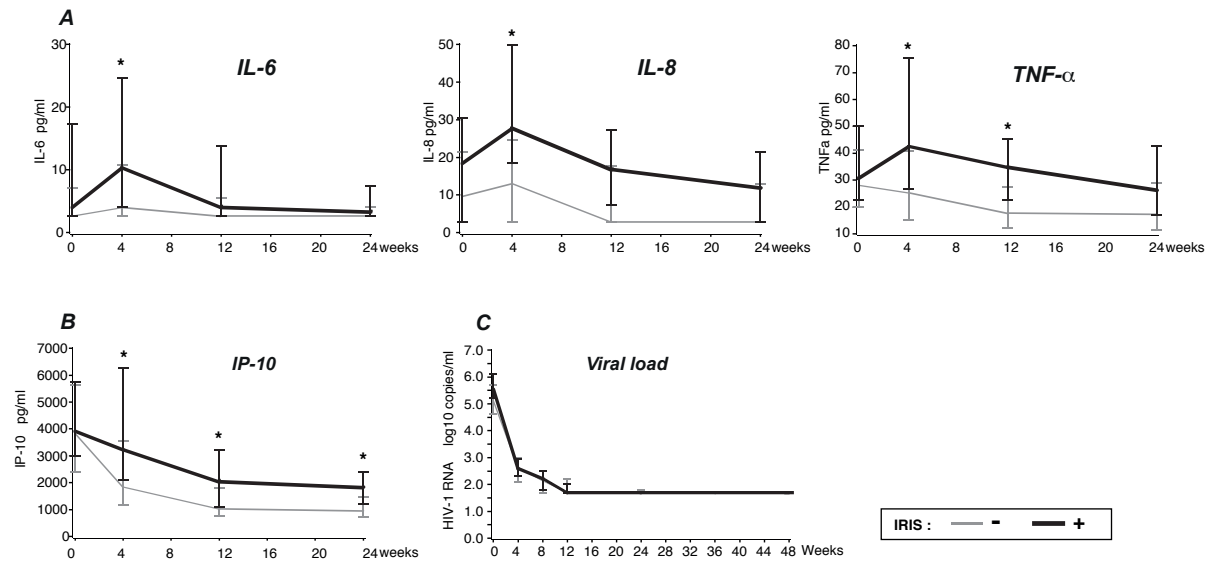 A
IL-6
IL-6 pg/ml
30
20
10
0
*
0 4 8 12 16 20 24 weeks
IL-8
IL-8 pg/ml
50
40
30
20
10
0
*
0 4 8 12 16 20 24 weeks
TNF-α
TNFa pg/ml
80
70
60
50
40
30
20
10
* *
0 4 8 12 16 20 24 weeks
B
IP-10
IP-10 pg/ml
7000
6000
5000
4000
3000
2000
1000
0
* * *
0 4 8 12 16 20 24 weeks
C
Viral load
HIV-1 RNA log10 copies/ml
7.0
6.0
5.0
4.0
3.0
2.0
1.0
0.0
0 4 8 12 16 20 24 28 32 36 40 44 48 Weeks
IRIS : - +